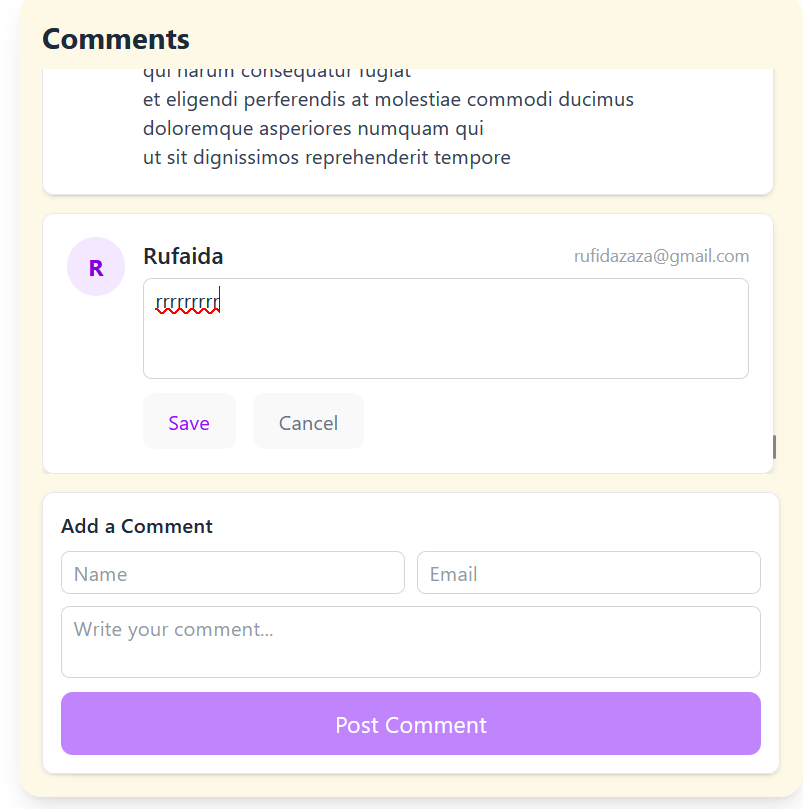 Comments
qui harum consequatur fugiat
et eligendi perferendis at molestiae commodi ducimus
doloremque asperiores numquam qui
ut sit dignissimos reprehenderit tempore
R
Rufaida
rufidazaza@gmail.com
rrrrrrrrr
Save
Cancel
Add a Comment
Name
Email
Write your comment...
Post Comment